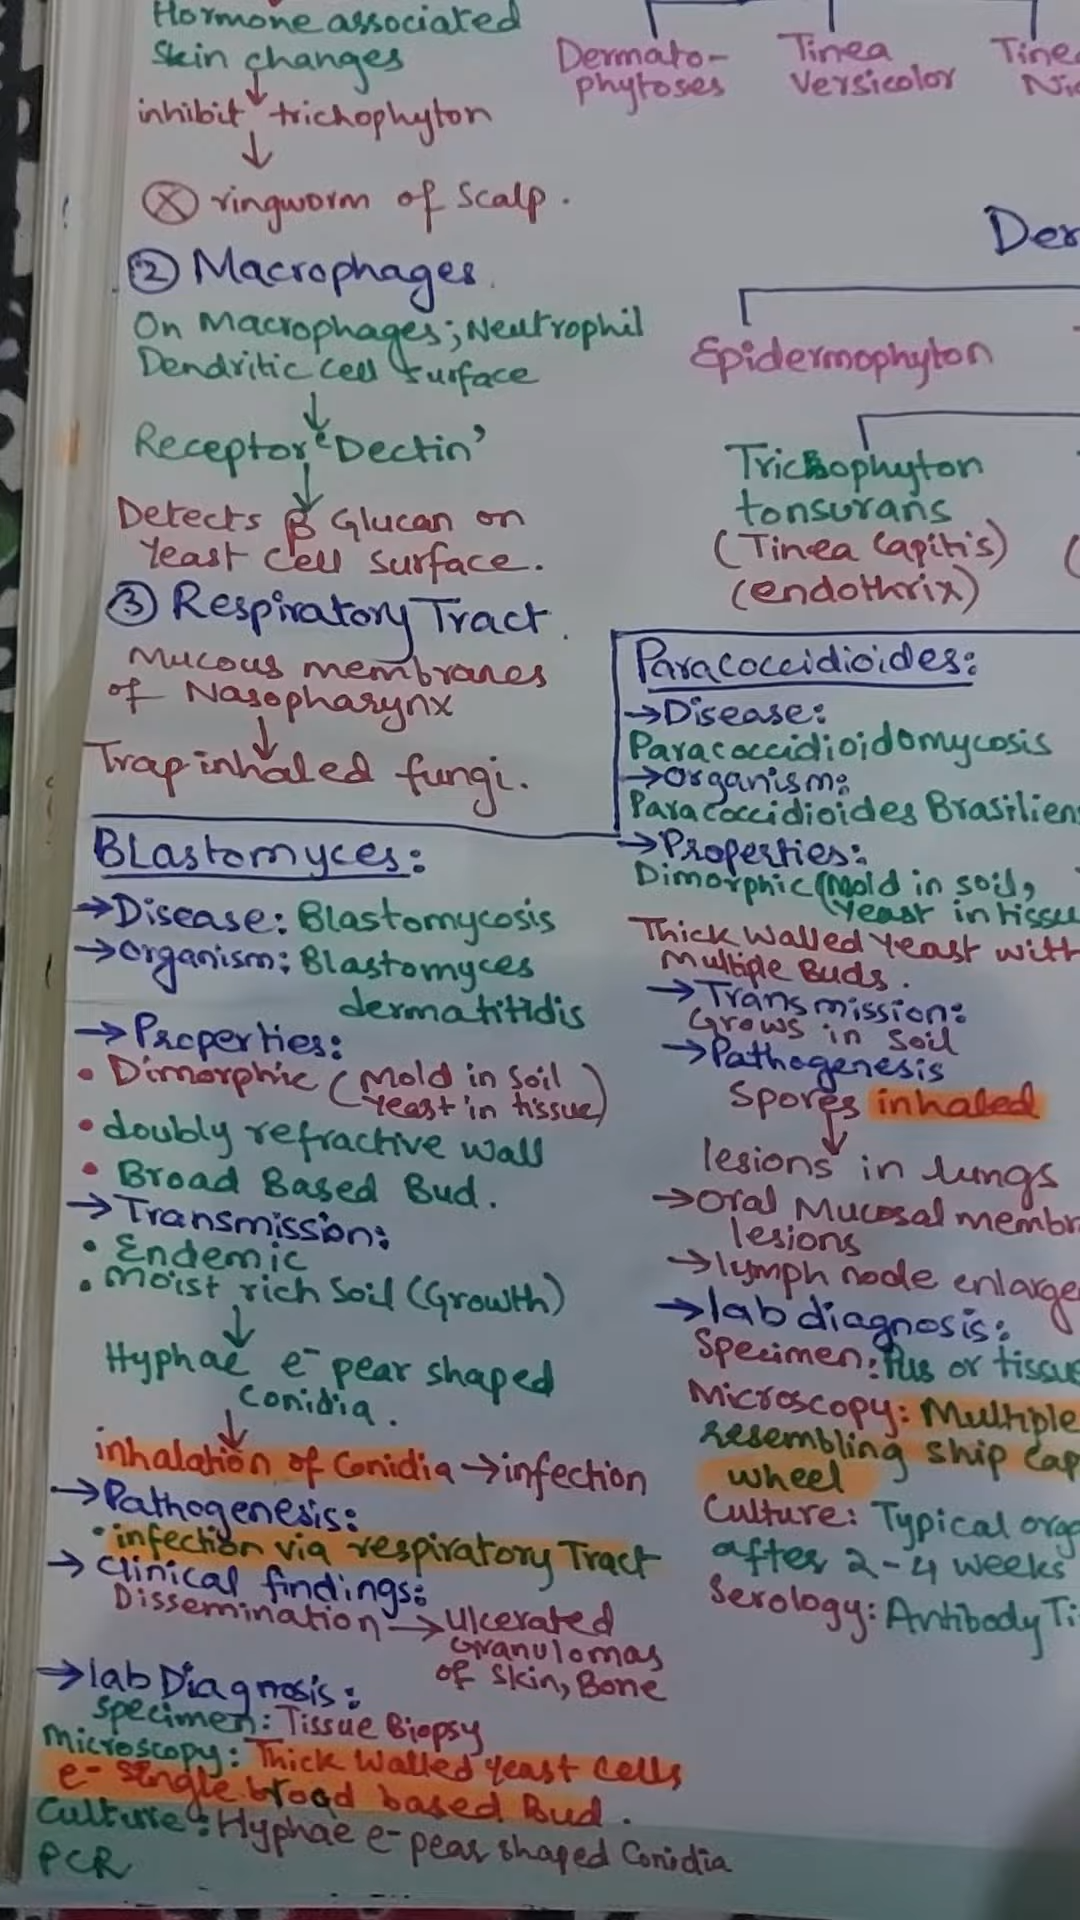 Hormone associated
Skin changes
↓
inhibit trichophyton
↓
Ⓧ ringworm of Scalp.
② Macrophages.
On Macrophages; Neutrophil
Dendritic cell surface
↓
Receptor 'Dectin'
↓
Detects β Glucan on
Yeast Cell surface.
③ Respiratory Tract.
Mucous membranes
of Nasopharynx
↓
Trap inhaled fungi.
BLastomyces:
→Disease: Blastomycosis
→organism: Blastomyces
dermatitidis
→Properties:
• Dimorphic (Mold in Soil
Yeast in tissue)
• doubly refractive wall
• Broad Based Bud.
→Transmission:
• Endemic
• Moist rich Soil (Growth)
↓
Hyphae e- pear shaped
Conidia.
↓
inhalation of Conidia →infection
→Pathogenesis:
• infection via respiratory Tract
→ Clinical findings:
Dissemination → Ulcerated
Granulomas
of Skin, Bone
→lab Diagnosis:
Specimen: Tissue Biopsy
Microscopy: Thick Walled Yeast Cells
e- Single broad based Bud.
Culture: Hyphae e- pear shaped Conidia
PCR
Dermato-
phytoses
Tinea
Versicolor
Epidermophyton
Trichophyton
tonsurans
(Tinea Capitis)
(endothrix)
Paracoccidioides:
→Disease:
Paracoccidioidomycosis
→organism:
Paracoccidioides Brasilien
→Properties:
Dimorphic (Mold in soil,
Yeast in tissu
Thick Walled Yeast with
Multiple Buds.
→Transmission:
Grows in Soil
→Pathogenesis
Spores inhaled
↓
lesions in lungs
→Oral Mucosal membr
lesions
→lymph node enlarge
→lab diagnosis:
Specimen: Pus or tissue
Microscopy: Multiple
resembling ship Cap
wheel
Culture: Typical orga
after 2-4 weeks
Serology: Antibody Ti